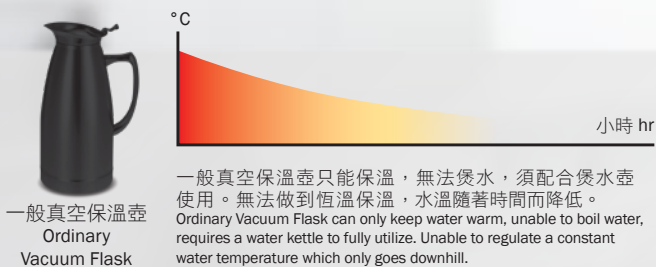 °C
小時 hr
一般真空保溫壺
Ordinary
Vacuum Flask
一般真空保溫壺只能保溫，無法煲水，須配合煲水壺
使用。無法做到恆溫保溫，水溫隨著時間而降低。
Ordinary Vacuum Flask can only keep water warm, unable to boil water,
requires a water kettle to fully utilize. Unable to regulate a constant
water temperature which only goes downhill.